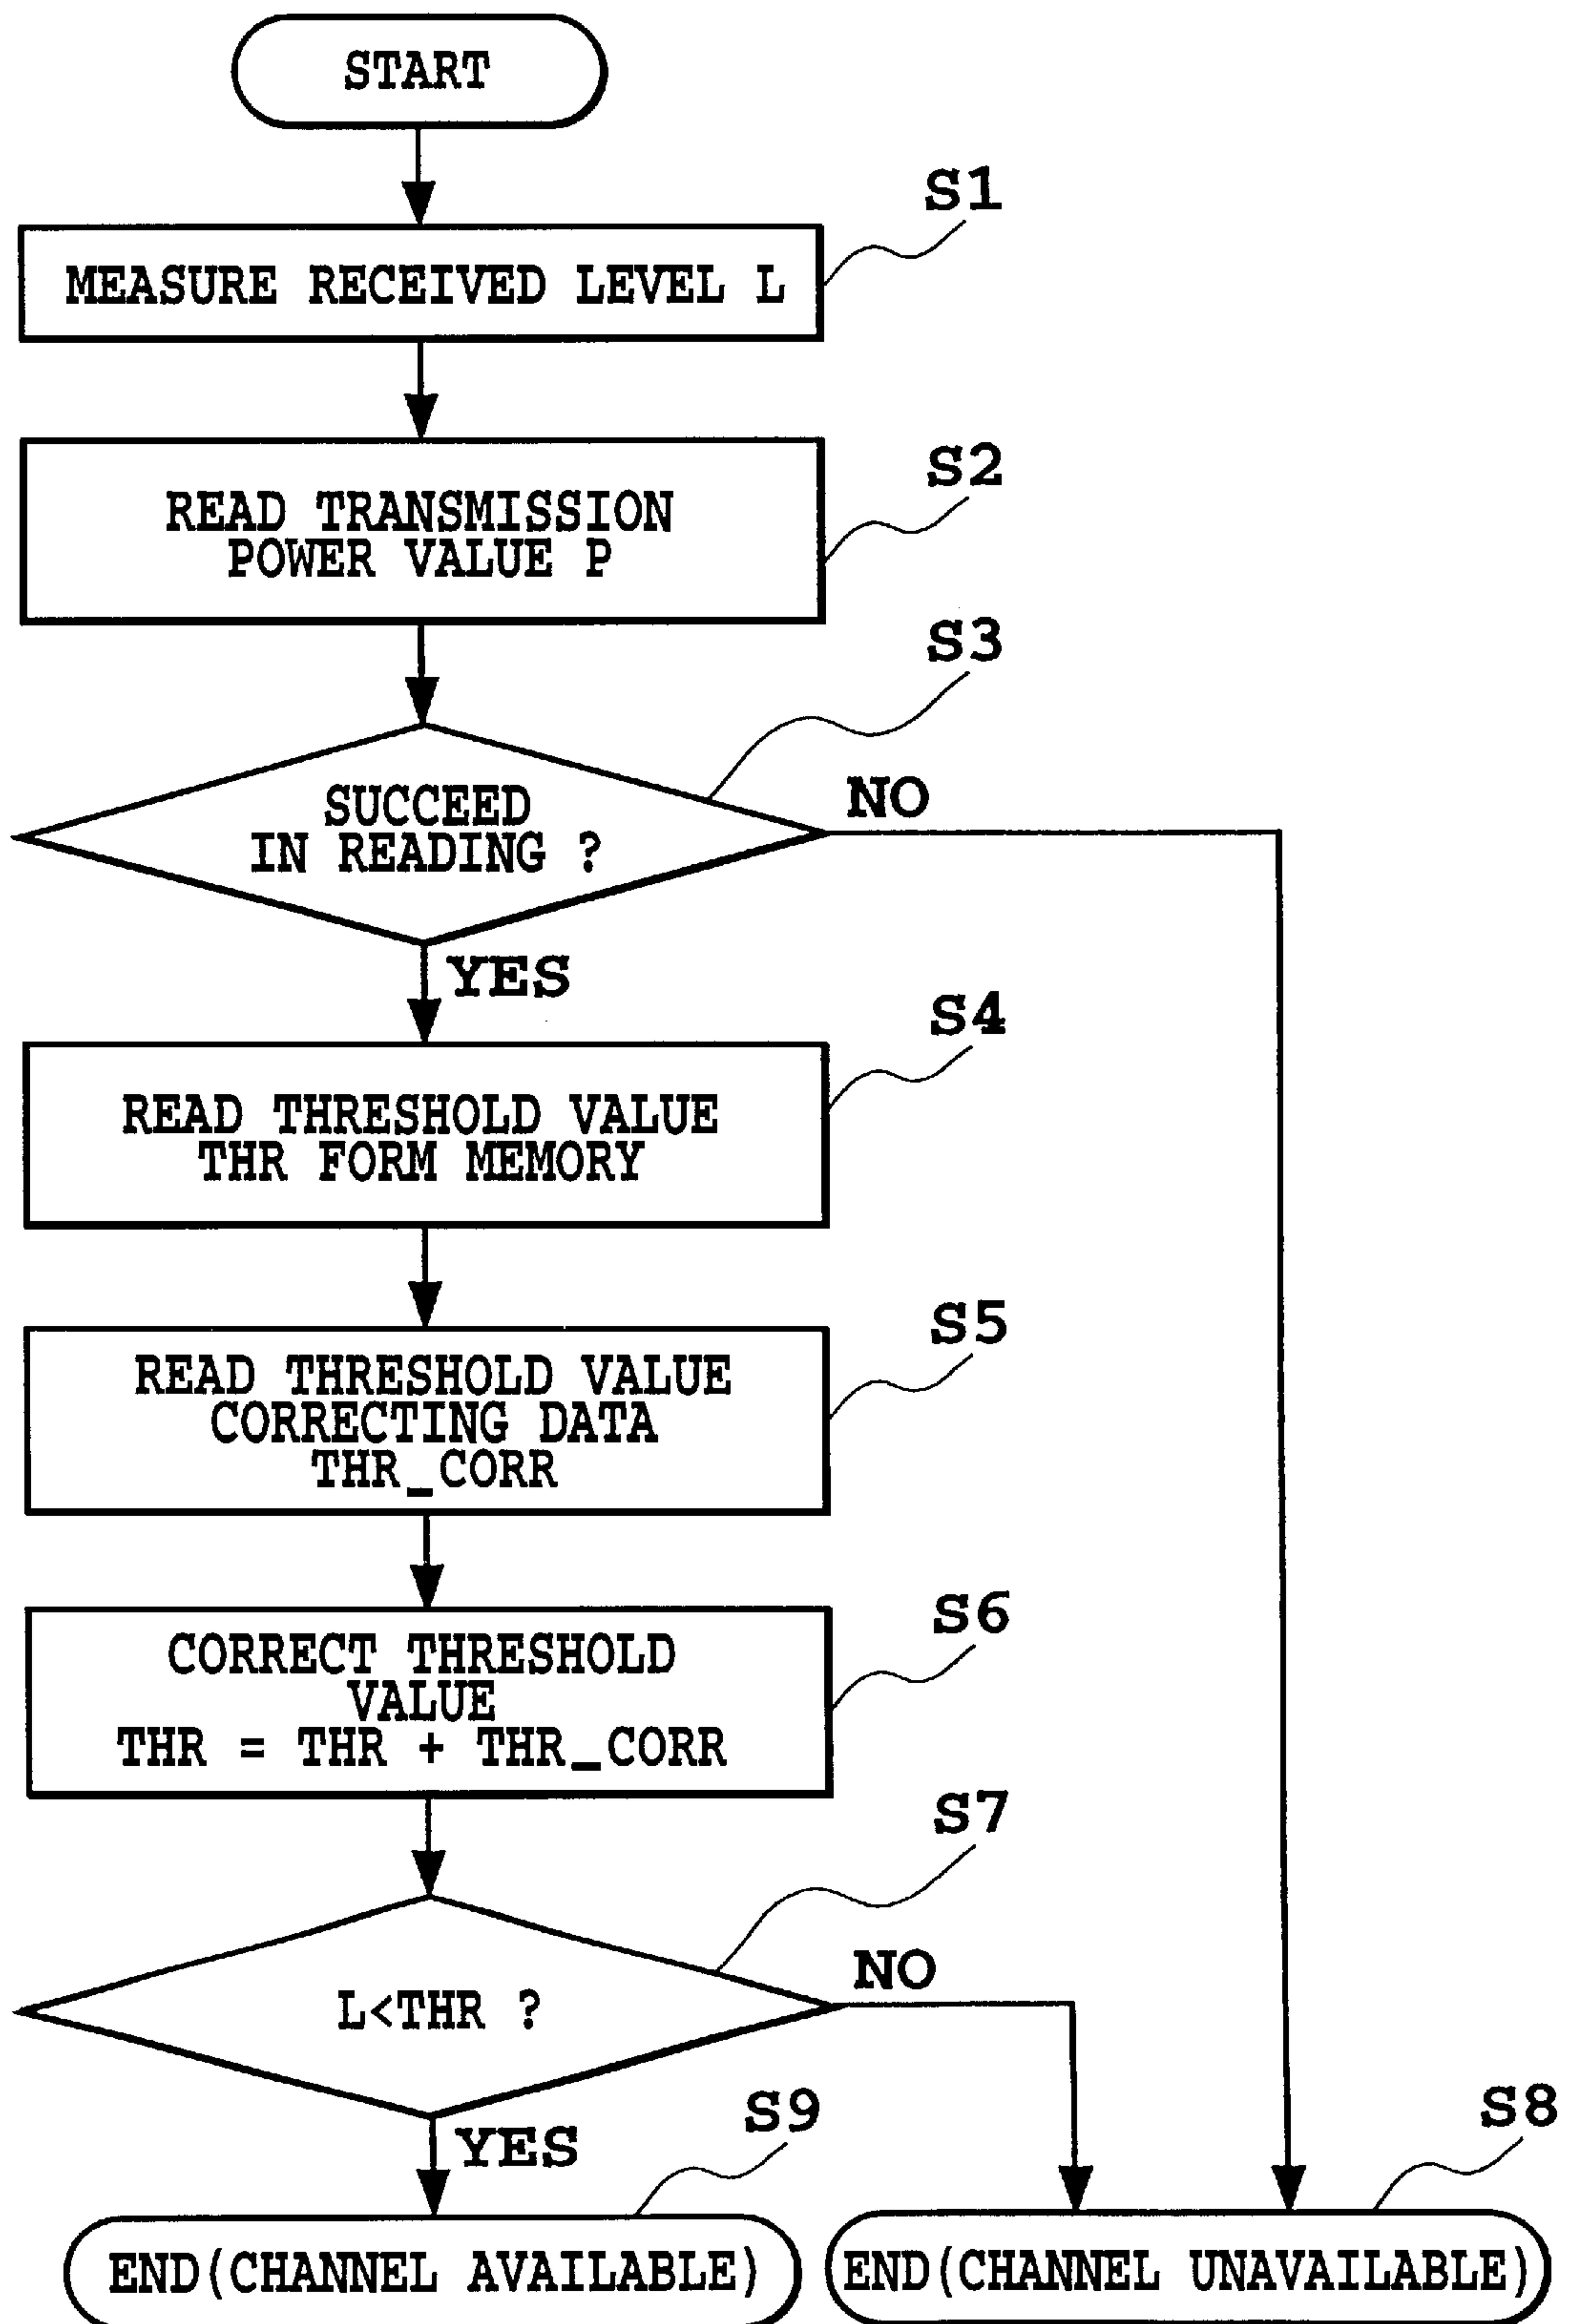 START
S1
MEASURE RECEIVED LEVEL L
S2
READ TRANSMISSION
POWER VALUE P
S3
SUCCEED
IN READING ?
NO
YES
S4
READ THRESHOLD VALUE
THR FORM MEMORY
S5
READ THRESHOLD VALUE
CORRECTING DATA
THR_CORR
S6
CORRECT THRESHOLD
VALUE
THR = THR + THR_CORR
S7
L<THR ?
NO
YES
S9
S8
END(CHANNEL AVAILABLE)
END(CHANNEL UNAVAILABLE)